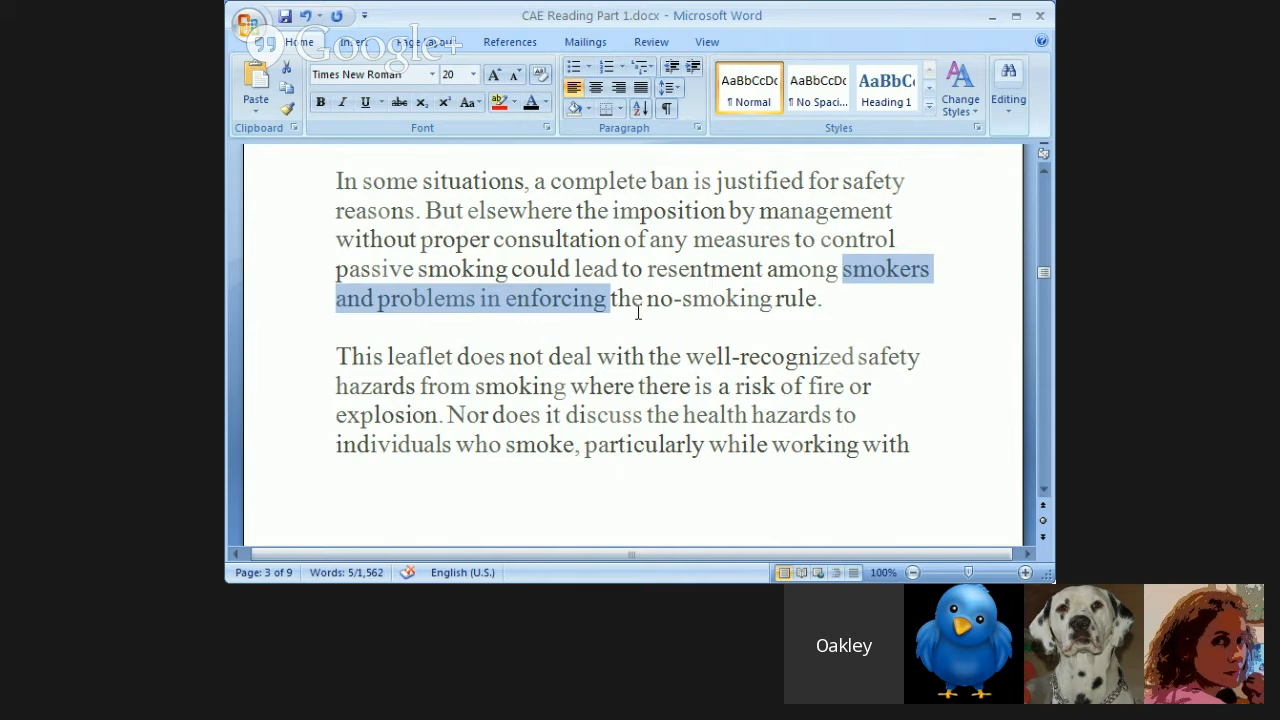 CAE Reading Part 1.docx - Microsoft Word
Google+
Home Insert Page Layout References Mailings Review View
Times New Roman 20
AaBbCcDc AaBbCcDc AaBbCc
Paste ¶ Normal ¶ No Spaci... Heading 1 Change Styles Editing
Clipboard Font Paragraph Styles
In some situations, a complete ban is justified for safety
reasons. But elsewhere the imposition by management
without proper consultation of any measures to control
passive smoking could lead to resentment among smokers
and problems in enforcing the no-smoking rule.
This leaflet does not deal with the well-recognized safety
hazards from smoking where there is a risk of fire or
explosion. Nor does it discuss the health hazards to
individuals who smoke, particularly while working with
Page: 3 of 9 Words: 5/1,562 English (U.S.) 100%
Oakley